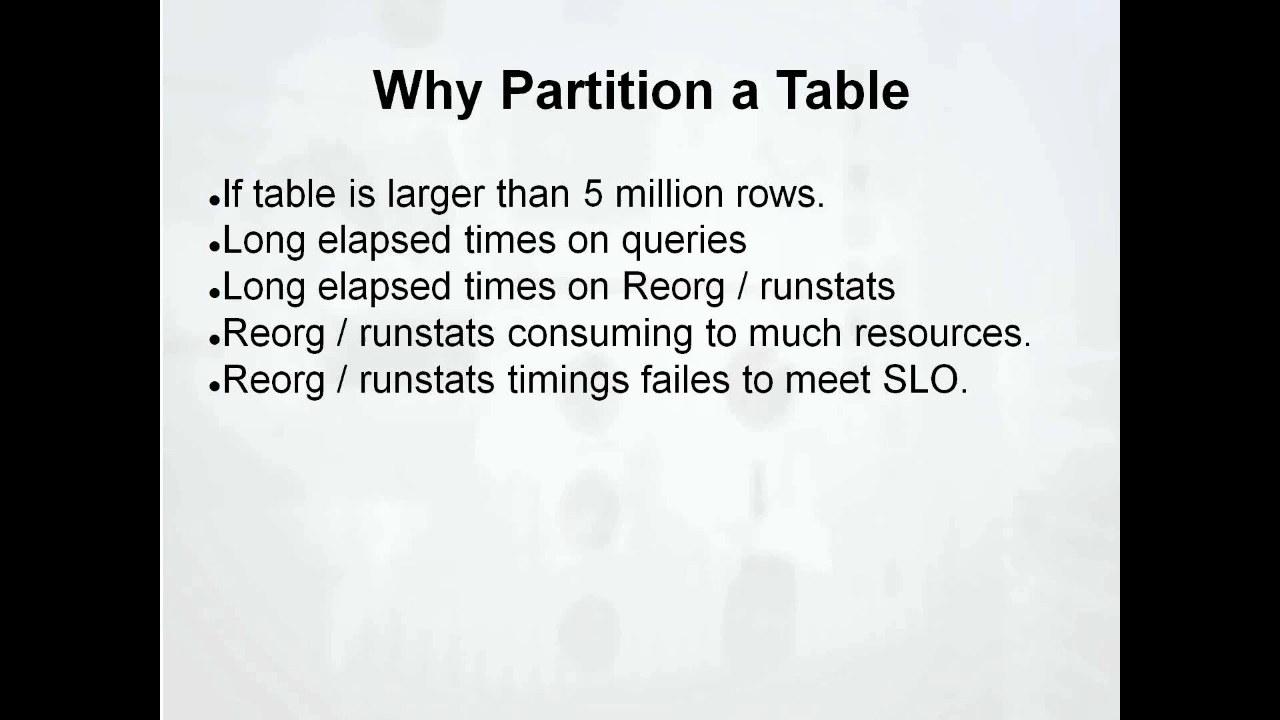 Why Partition a Table
●If table is larger than 5 million rows.
●Long elapsed times on queries
●Long elapsed times on Reorg / runstats
●Reorg / runstats consuming to much resources.
●Reorg / runstats timings failes to meet SLO.